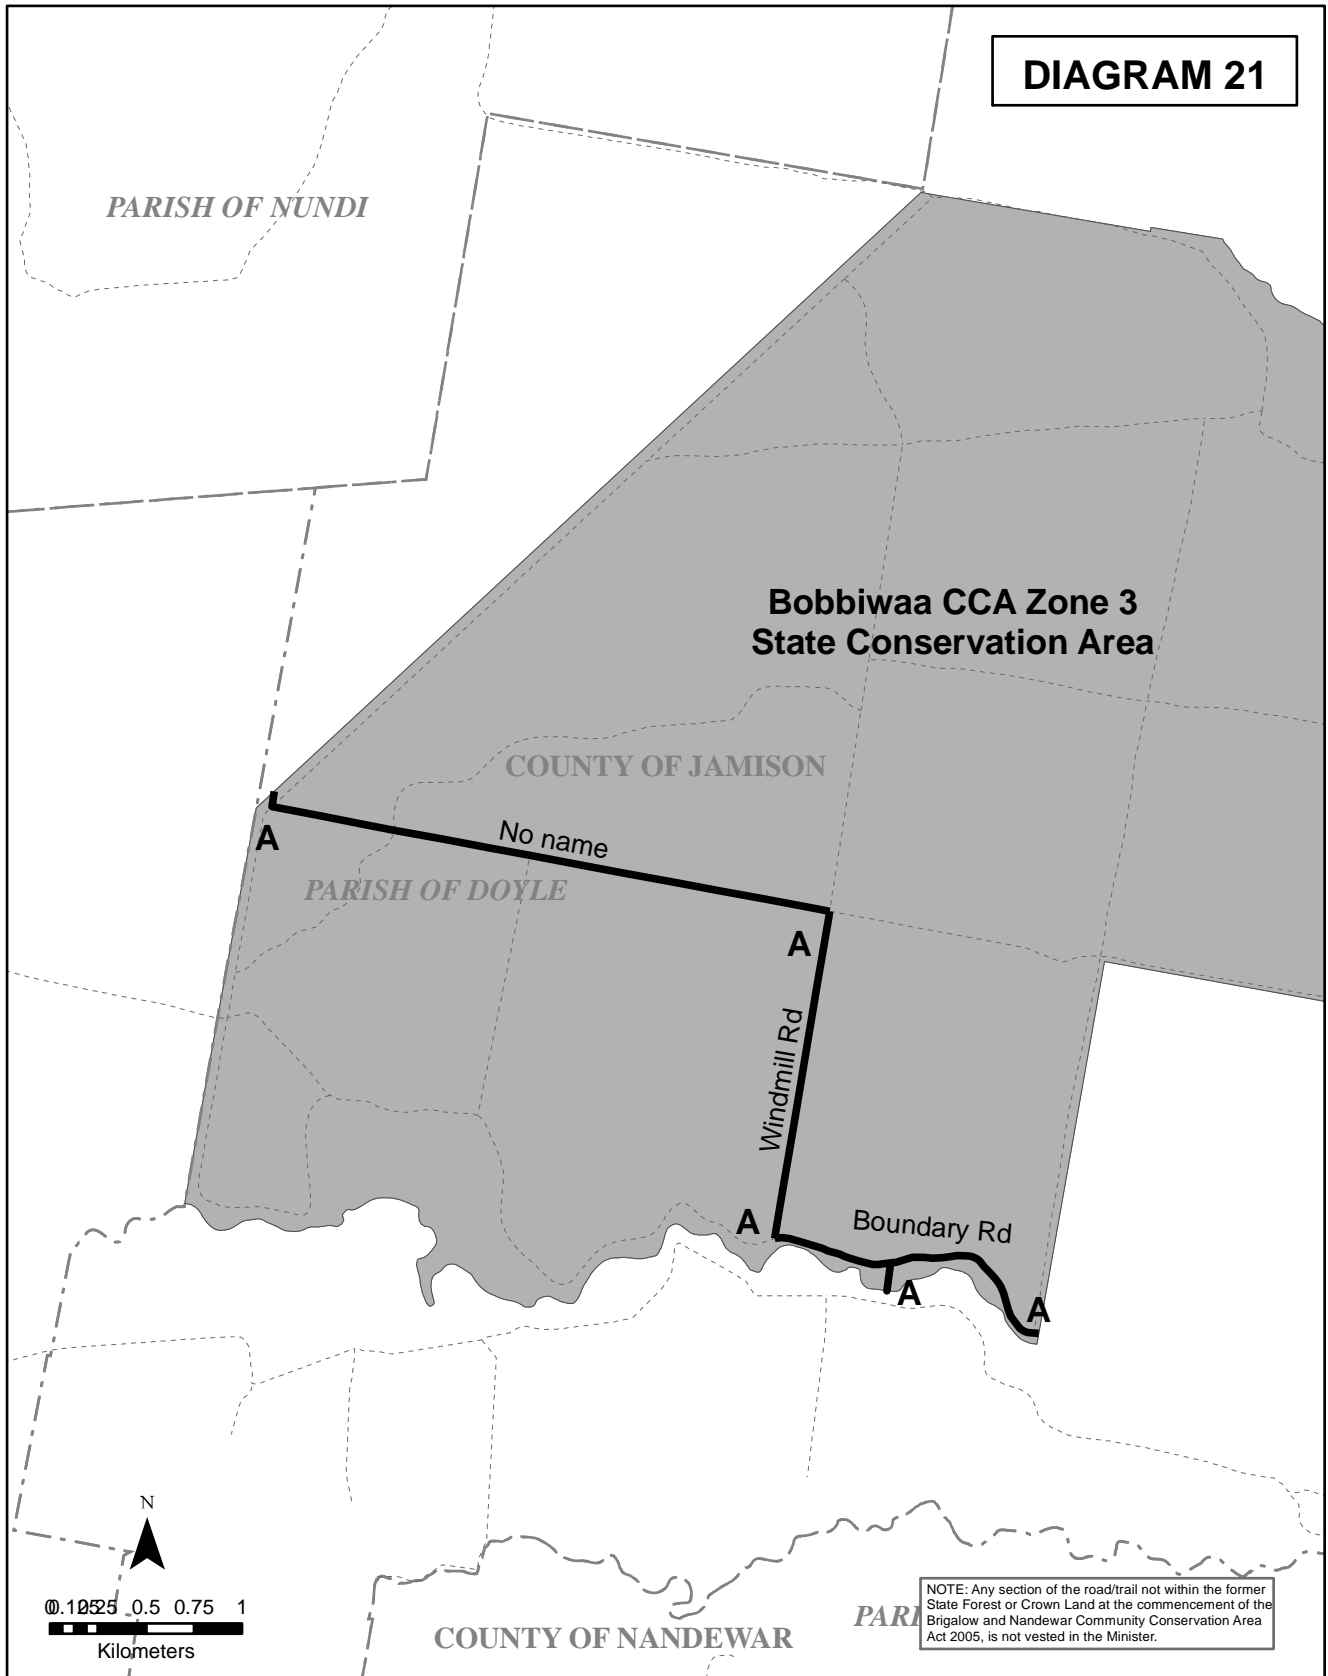 DIAGRAM 21
PARISH OF NUNDI
Bobbiwaa CCA Zone 3
State Conservation Area
COUNTY OF JAMISON
A
No name
PARISH OF DOYLE
A
Windmill Rd
A
Boundary Rd
A
A
N
0 0.125 0.25 0.5 0.75 1
Kilometers
COUNTY OF NANDEWAR
NOTE: Any section of the road/trail not within the former
State Forest or Crown Land at the commencement of the
Brigalow and Nandewar Community Conservation Area
Act 2005, is not vested in the Minister.